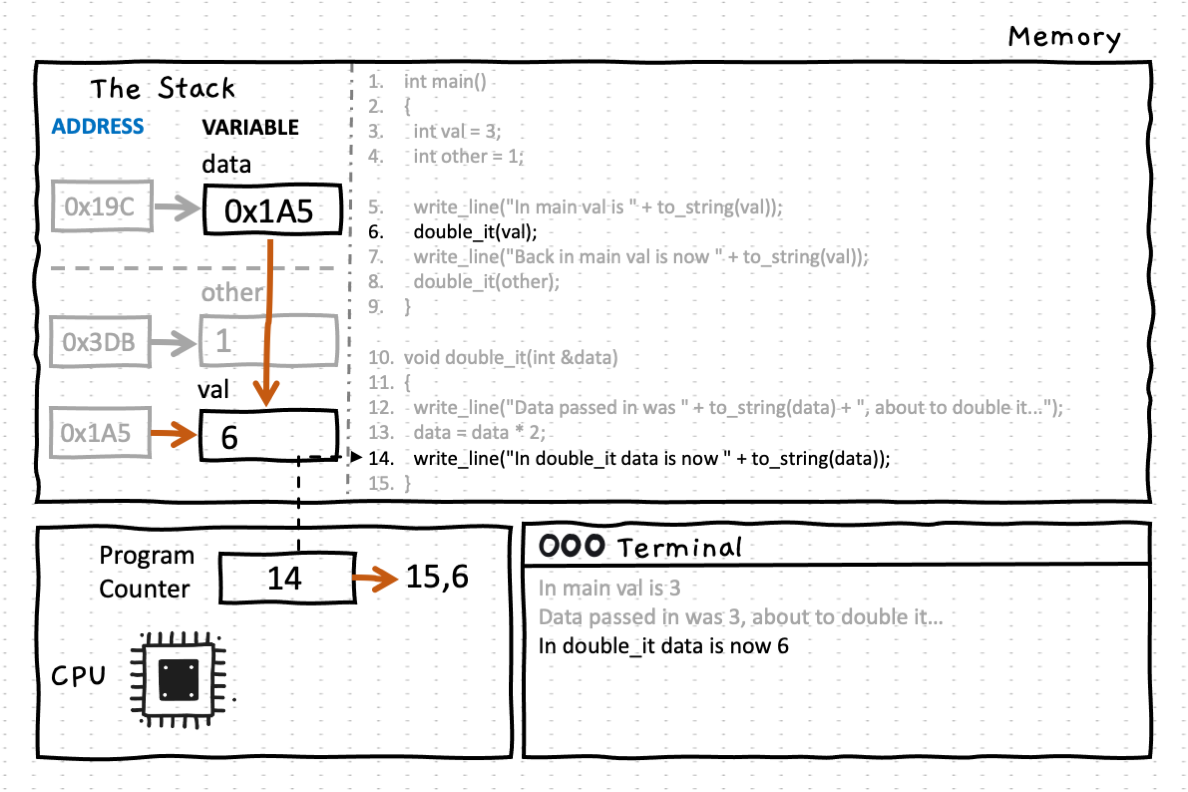 Memory
The Stack
ADDRESS VARIABLE
data
0x19C 0x1A5
other
0x3DB 1
val
0x1A5 6
1. int main()
2. {
3. int val = 3;
4. int other = 1;
5. write_line("In main val is " + to_string(val));
6. double_it(val);
7. write_line("Back in main val is now " + to_string(val));
8. double_it(other);
9. }
10. void double_it(int &data)
11. {
12. write_line("Data passed in was " + to_string(data) + ", about to double it...");
13. data = data * 2;
14. write_line("In double_it data is now " + to_string(data));
15. }
Program
Counter
14 15,6
CPU
Terminal
In main val is 3
Data passed in was 3, about to double it...
In double_it data is now 6